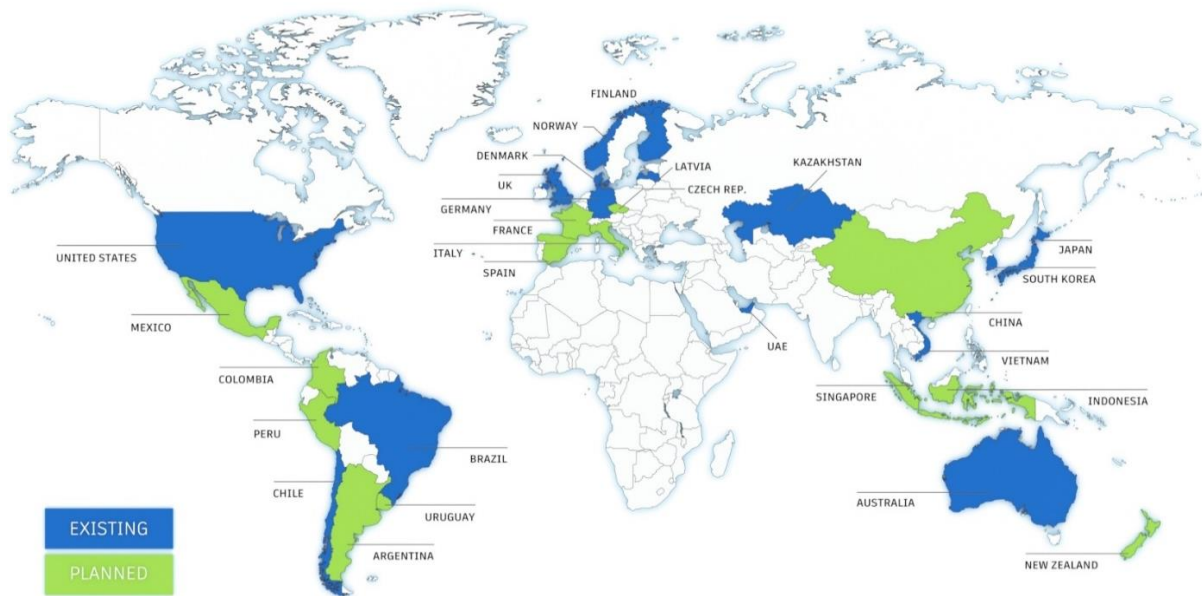 FINLAND
NORWAY
DENMARK
LATVIA
KAZAKHSTAN
UK
CZECH REP.
GERMANY
FRANCE
ITALY
JAPAN
UNITED STATES
SPAIN
SOUTH KOREA
MEXICO
CHINA
UAE
VIETNAM
COLOMBIA
SINGAPORE
INDONESIA
PERU
BRAZIL
CHILE
AUSTRALIA
URUGUAY
EXISTING
ARGENTINA
NEW ZEALAND
PLANNED